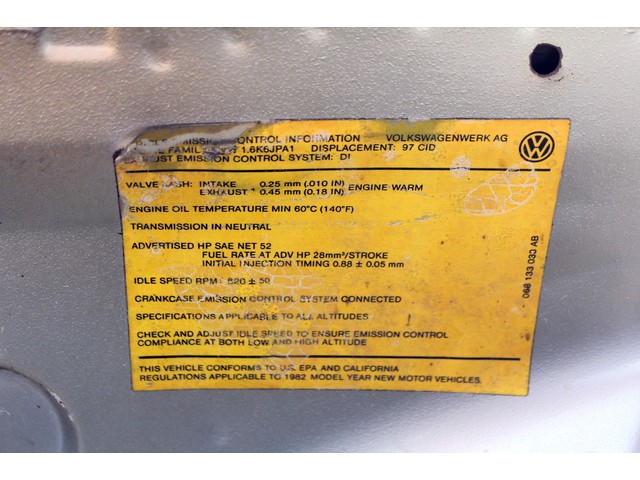 CONTROL INFORMATION VOLKSWAGENWERK AG
FAMILY 1.6K6JPA1 DISPLACEMENT: 97 CID
EXHAUST EMISSION CONTROL SYSTEM: DI
VALVE LASH: INTAKE 0.25 mm (.010 IN) ENGINE WARM
EXHAUST 0.45 mm (0.18 IN)
ENGINE OIL TEMPERATURE MIN 60°C (140°F)
TRANSMISSION IN NEUTRAL
ADVERTISED HP SAE NET 52
FUEL RATE AT ADV HP 28mm³/STROKE
INITIAL INJECTION TIMING 0.88 ± 0.05 mm
IDLE SPEED RPM: 820 ± 50
CRANKCASE EMISSION CONTROL SYSTEM CONNECTED
SPECIFICATIONS APPLICABLE TO ALL ALTITUDES
CHECK AND ADJUST IDLE SPEED TO ENSURE EMISSION CONTROL
COMPLIANCE AT BOTH LOW AND HIGH ALTITUDE
THIS VEHICLE CONFORMS TO U.S. EPA AND CALIFORNIA
REGULATIONS APPLICABLE TO 1982 MODEL YEAR NEW MOTOR VEHICLES.
VW
068 133 033 AB